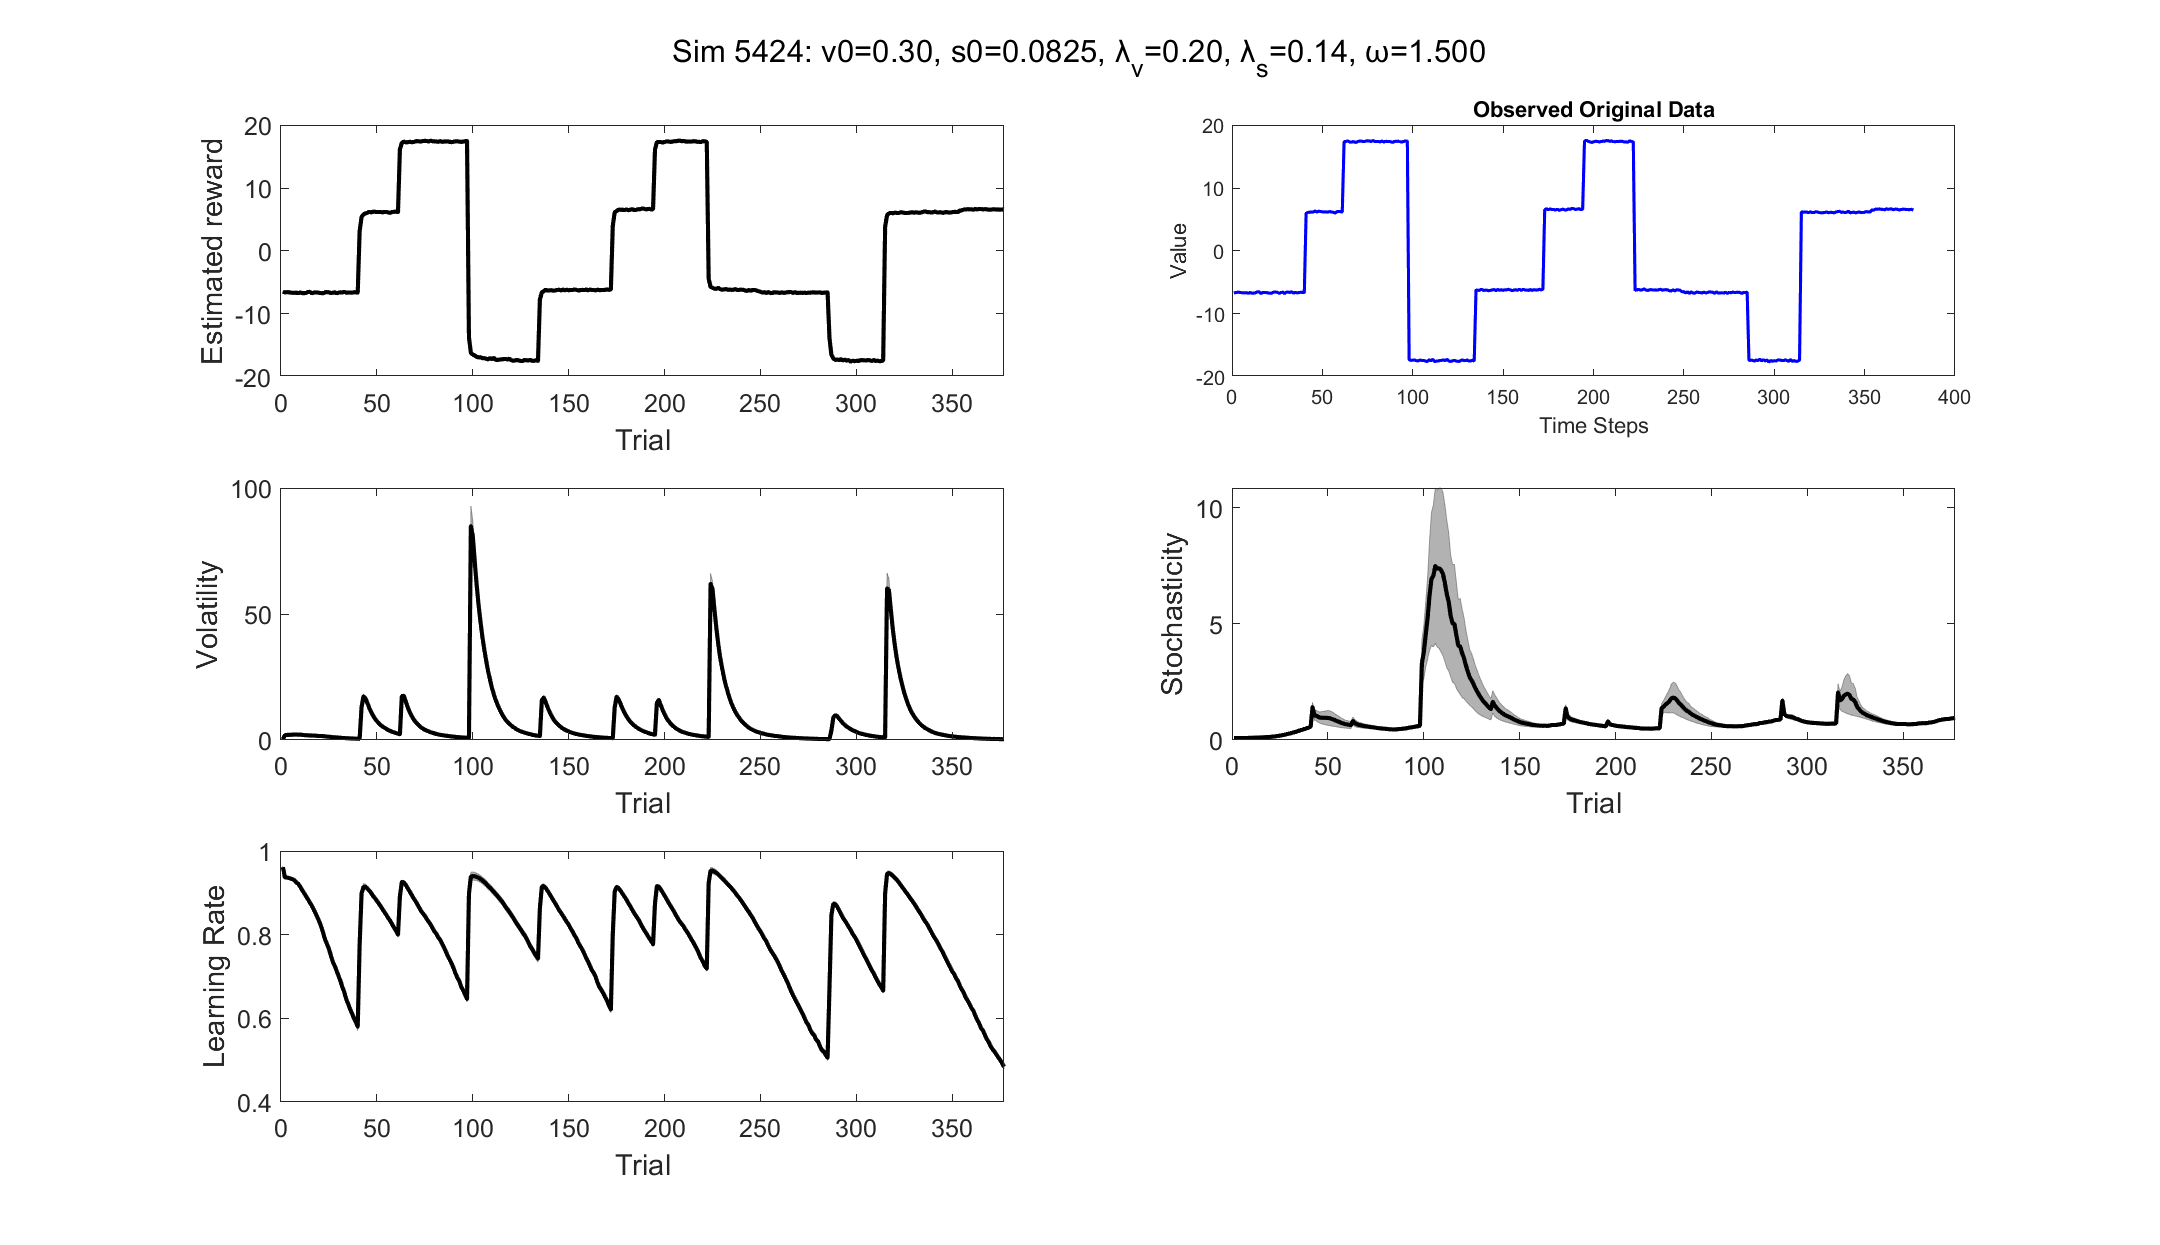 Sim 5424: v0=0.30, s0=0.0825, λ_v=0.20, λ_s=0.14, ω=1.500
20
10
0
-10
-20
Estimated reward
0 50 100 150 200 250 300 350
Trial
Observed Original Data
20
10
0
-10
-20
Value
0 50 100 150 200 250 300 350 400
Time Steps
100
50
0
Volatility
0 50 100 150 200 250 300 350
Trial
10
5
0
Stochasticity
0 50 100 150 200 250 300 350
Trial
1
0.8
0.6
0.4
Learning Rate
0 50 100 150 200 250 300 350
Trial